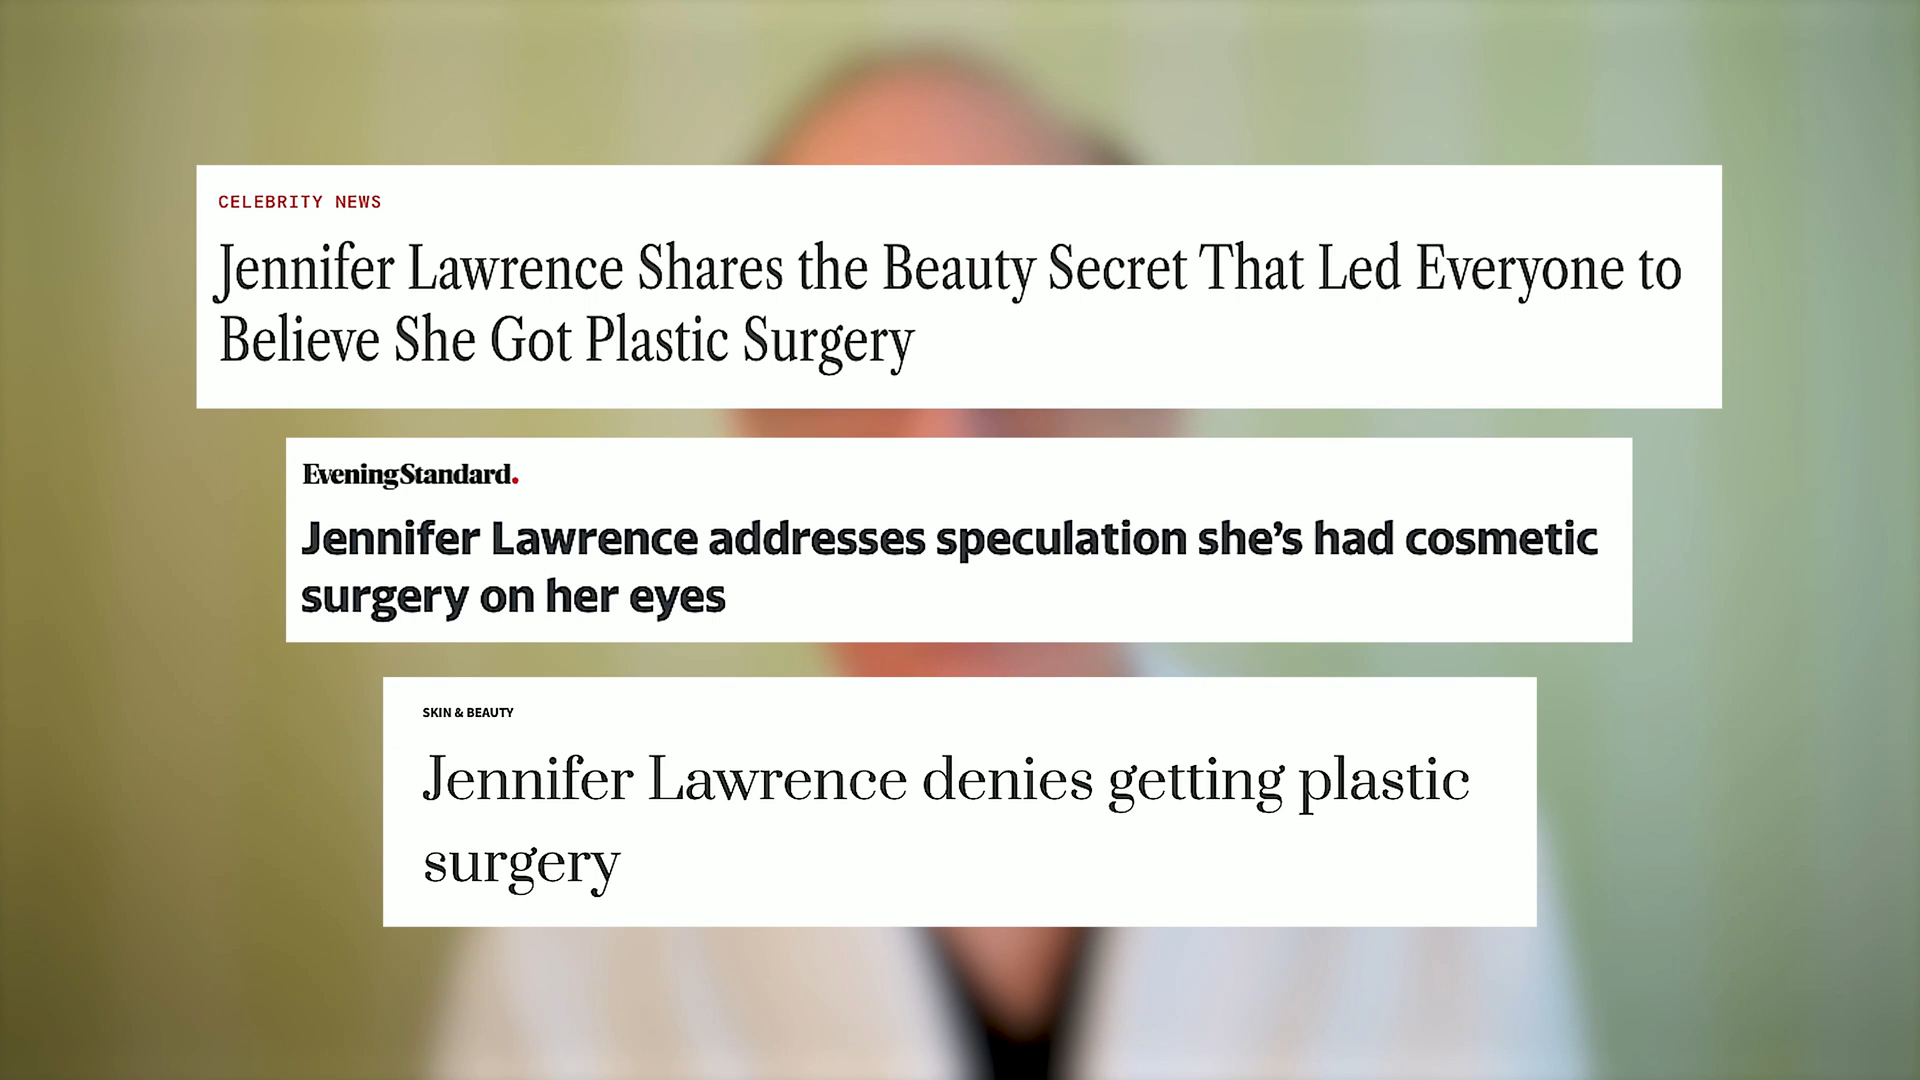 CELEBRITY NEWS
Jennifer Lawrence Shares the Beauty Secret That Led Everyone to
Believe She Got Plastic Surgery
EveningStandard.
Jennifer Lawrence addresses speculation she’s had cosmetic
surgery on her eyes
SKIN & BEAUTY
Jennifer Lawrence denies getting plastic
surgery